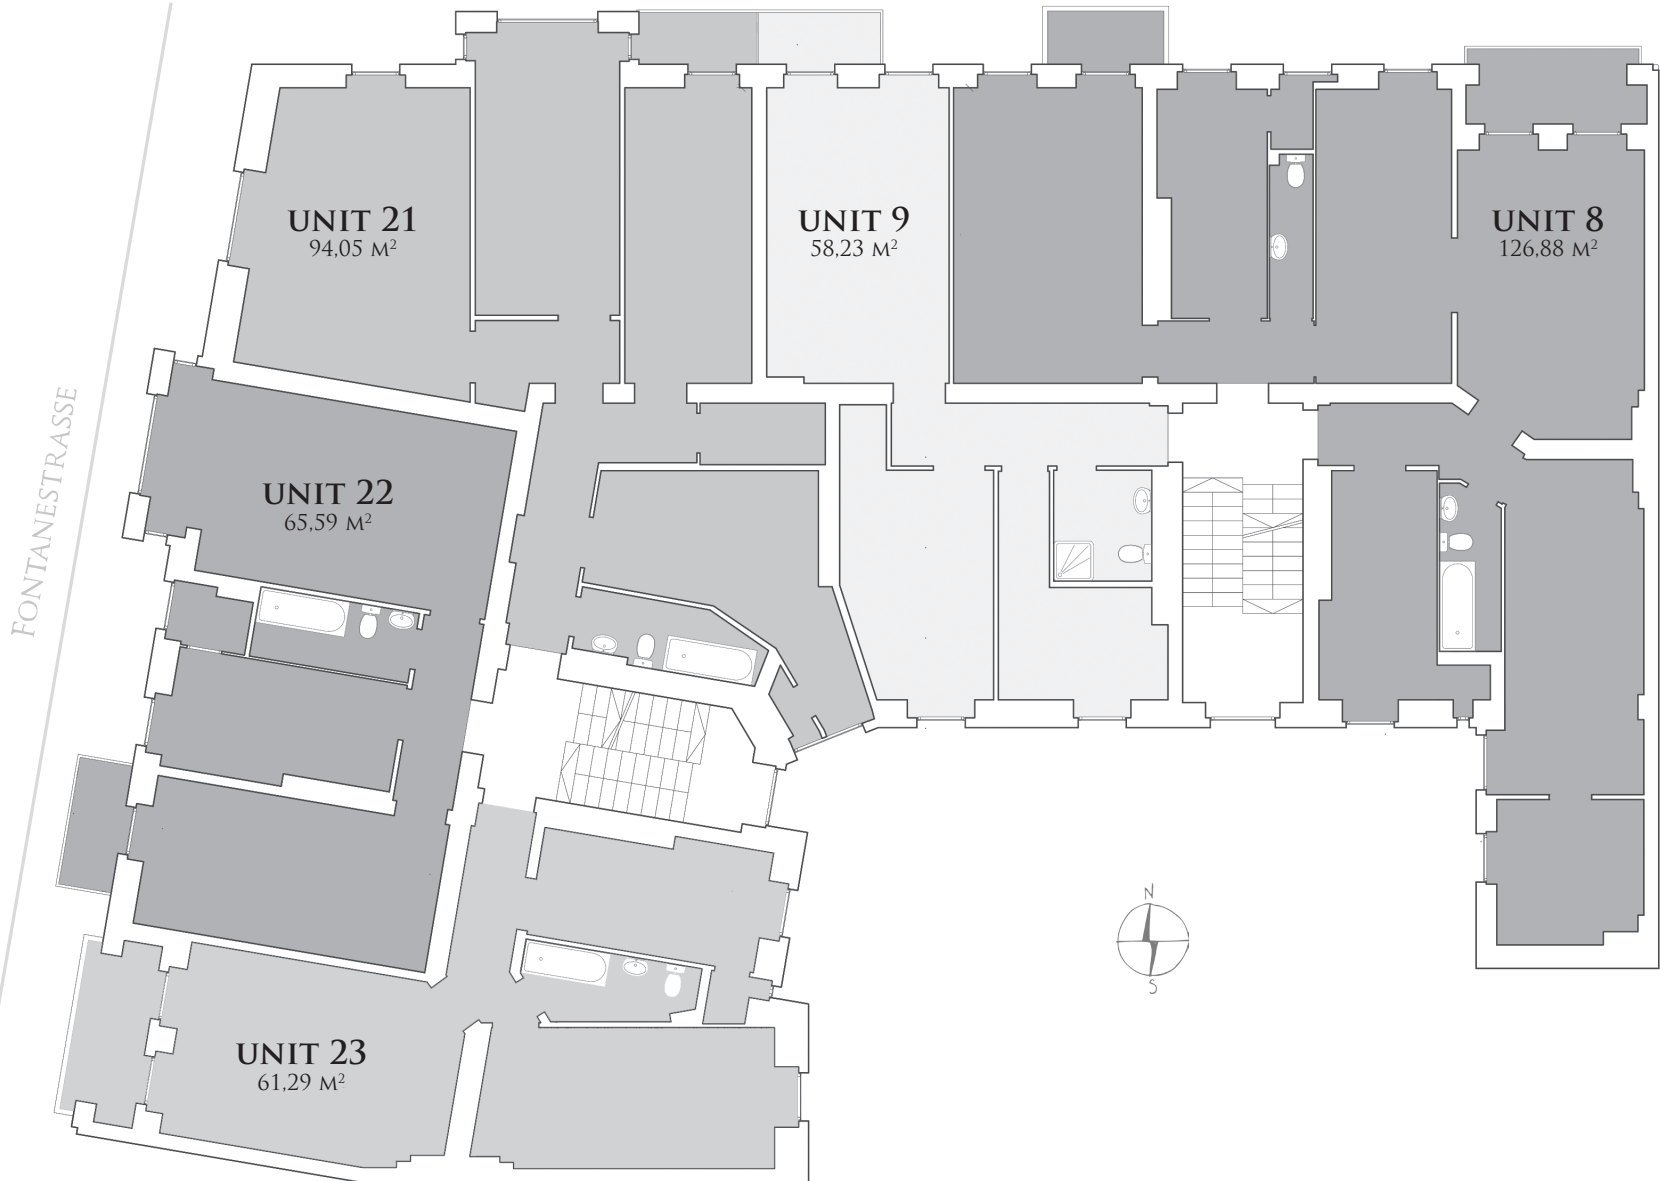 UNIT 21
94,05 M²
UNIT 9
58,23 M²
UNIT 8
126,88 M²
FONTANESTRASSE
UNIT 22
65,59 M²
N
S
UNIT 23
61,29 M²